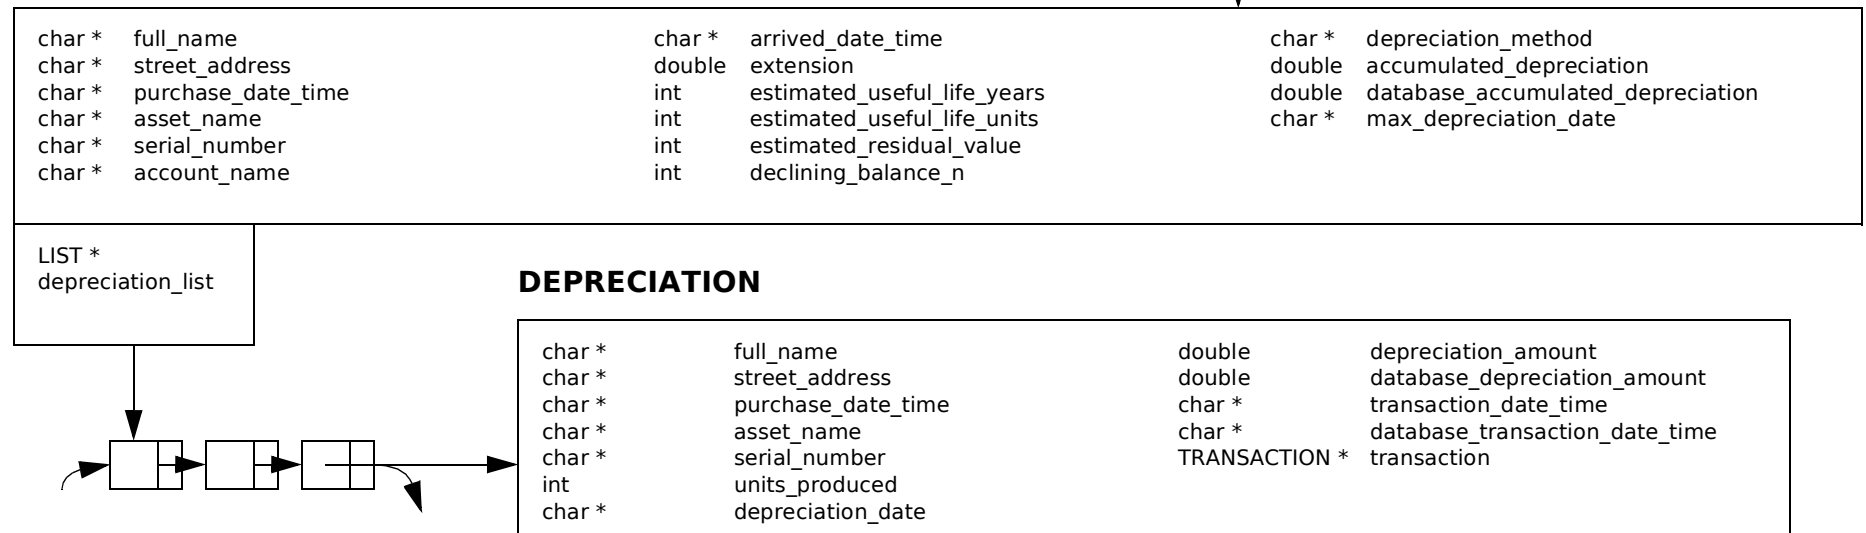 char * full_name
char * street_address
char * purchase_date_time
char * asset_name
char * serial_number
char * account_name
char * arrived_date_time
double extension
int estimated_useful_life_years
int estimated_useful_life_units
int estimated_residual_value
int declining_balance_n
char * depreciation_method
double accumulated_depreciation
double database_accumulated_depreciation
char * max_depreciation_date
LIST *
depreciation_list
DEPRECIATION
char * full_name
char * street_address
char * purchase_date_time
char * asset_name
char * serial_number
int units_produced
char * depreciation_date
double depreciation_amount
double database_depreciation_amount
char * transaction_date_time
char * database_transaction_date_time
TRANSACTION * transaction